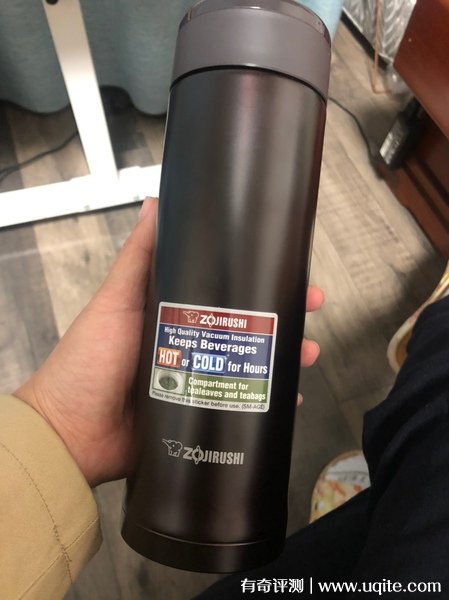 ZOJIRUSHI
High Quality Vacuum Insulation
Keeps Beverages
HOT or COLD for Hours
Compartment for
tealeaves and teabags
Please remove this sticker before use. (SM-AGE)
ZOJIRUSHI
有奇评测 | www.uqite.com